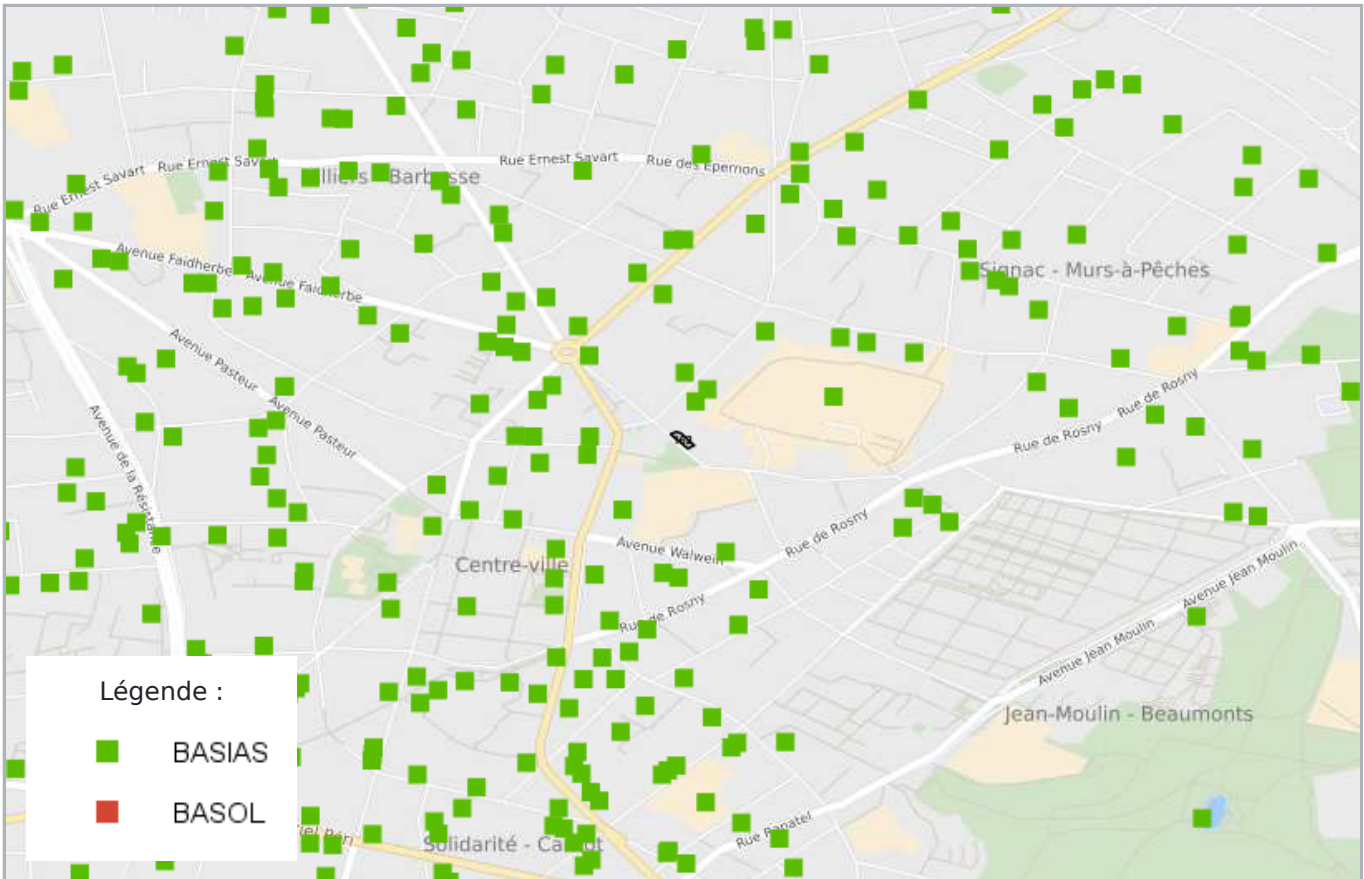 Rue Ernest Savart
Rue Ernest Savart
Rue Ernest Savart
Rue des Epernons
Barbusse
Avenue Faidherbe
Avenue Faidherbe
Signac - Murs-à-Pêches
Avenue Pasteur
Avenue Pasteur
Avenue de la Résistance
Rue de Rosny
Rue de Rosny
Rue de Rosny
Avenue Walwein
Centre-ville
Avenue Jean Moulin
Rue de Rosny
Avenue Jean Moulin
Jean-Moulin - Beaumonts
Légende :
BASIAS
BASOL
Solidarité - Carnot